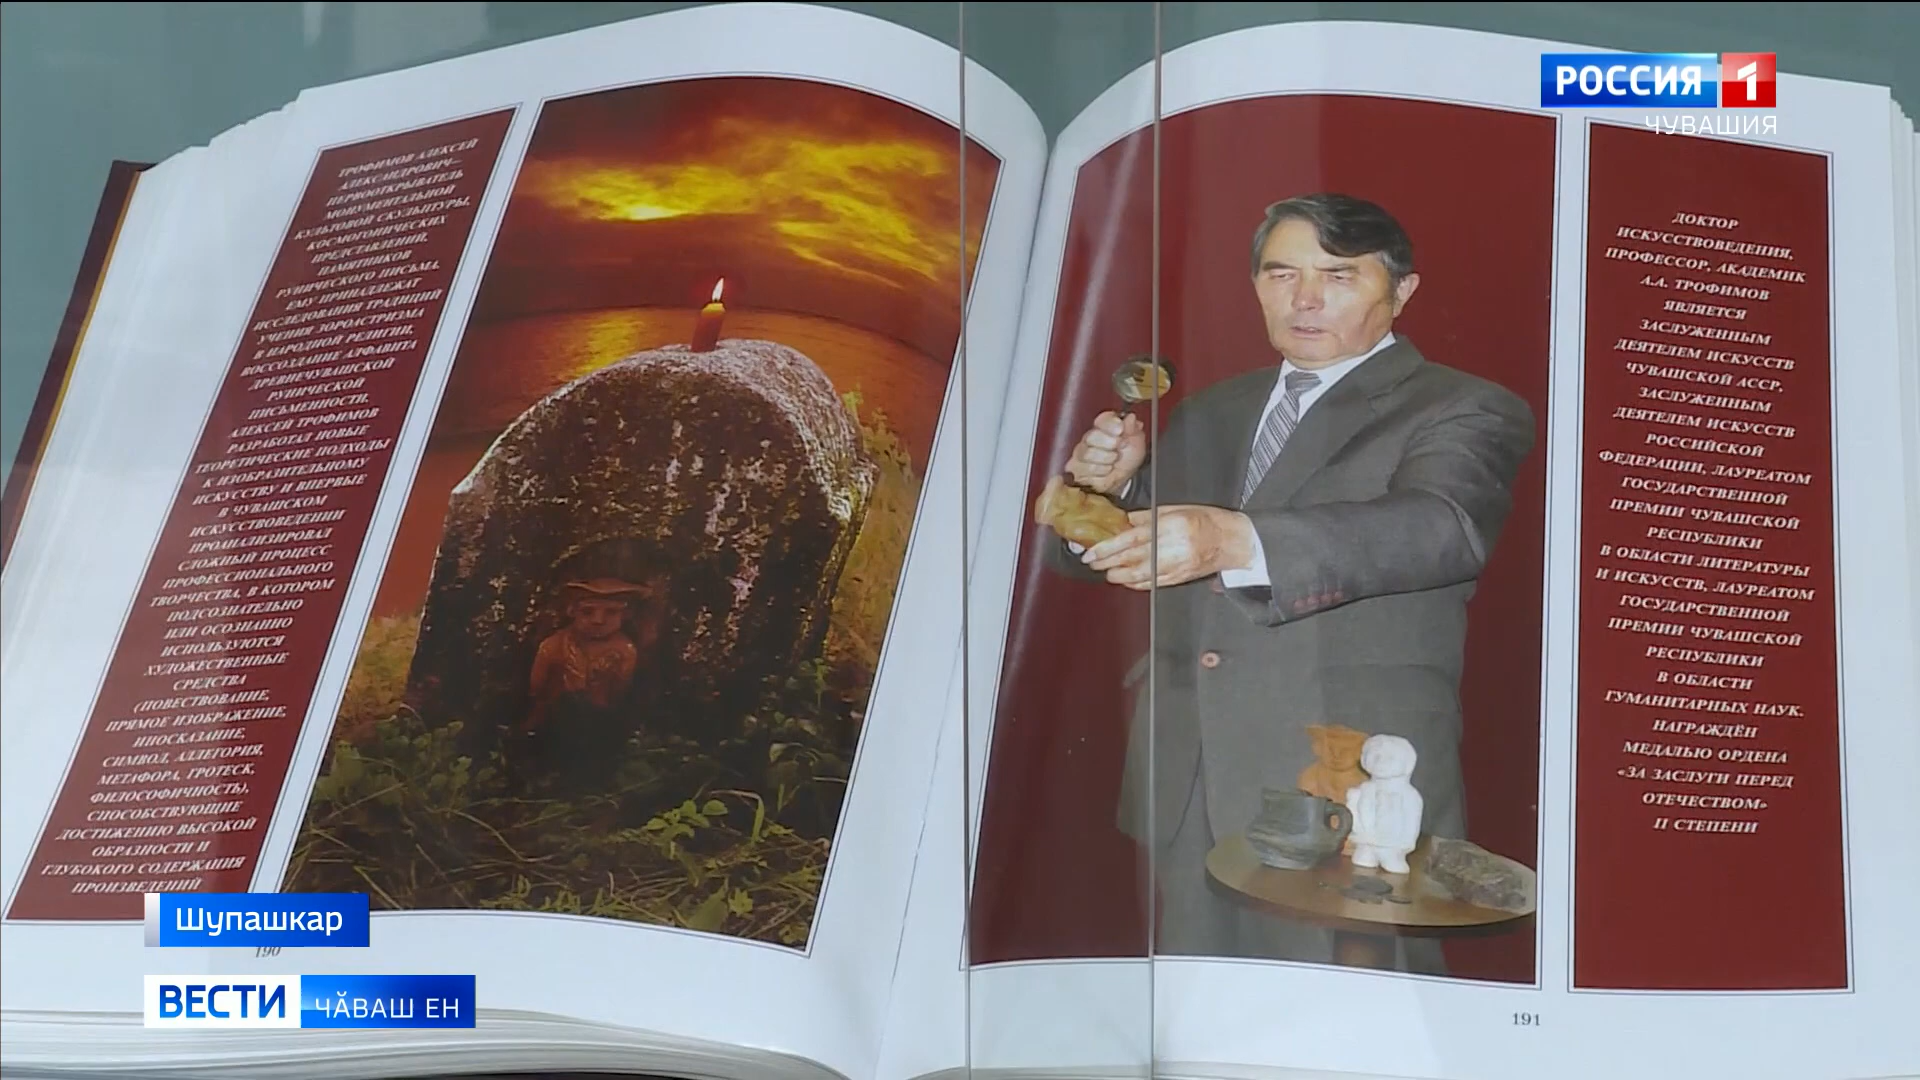 РОССИЯ 1
ЧУВАШИЯ
ТРОФИМОВ АЛЕКСЕЙ
АЛЕКСАНДРОВИЧ—
ПЕРВООТКРЫВАТЕЛЬ
МОНУМЕНТАЛЬНОЙ
КУЛЬТОВОЙ СКУЛЬПТУРЫ,
КОСМОГОНИЧЕСКИХ
ПРЕДСТАВЛЕНИЙ,
ПАМЯТНИКОВ
РУНИЧЕСКОГО ПИСЬМА.
ЕМУ ПРИНАДЛЕЖАТ
ИССЛЕДОВАНИЯ ТРАДИЦИЙ
УЧЕНИЯ ЗОРОАСТРИЗМА
В НАРОДНОЙ РЕЛИГИИ,
ВОССОЗДАНИЕ АЛФАВИТА
ДРЕВНЕЧУВАШСКОЙ
РУНИЧЕСКОЙ
ПИСЬМЕННОСТИ.
АЛЕКСЕЙ ТРОФИМОВ
РАЗРАБОТАЛ НОВЫЕ
ТЕОРЕТИЧЕСКИЕ ПОДХОДЫ
К ИЗОБРАЗИТЕЛЬНОМУ
ИСКУССТВУ И ВПЕРВЫЕ
В ЧУВАШСКОМ
ИСКУССТВОВЕДЕНИИ
ПРОАНАЛИЗИРОВАЛ
СЛОЖНЫЙ ПРОЦЕСС
ПРОФЕССИОНАЛЬНОГО
ТВОРЧЕСТВА, В КОТОРОМ
ПОДСОЗНАТЕЛЬНО
ИЛИ ОСОЗНАННО
ИСПОЛЬЗУЮТСЯ
ХУДОЖЕСТВЕННЫЕ
СРЕДСТВА
(ПОВЕСТВОВАНИЕ,
ПРЯМОЕ ИЗОБРАЖЕНИЕ,
ИНОСКАЗАНИЕ,
СИМВОЛ, АЛЛЕГОРИЯ,
МЕТАФОРА, ГРОТЕСК,
ФИЛОСОФИЧНОСТЬ),
СПОСОБСТВУЮЩИЕ
ДОСТИЖЕНИЮ ВЫСОКОЙ
ОБРАЗНОСТИ И
ГЛУБОКОГО СОДЕРЖАНИЯ
ПРОИЗВЕДЕНИЙ
190
ДОКТОР
ИСКУССТВОВЕДЕНИЯ,
ПРОФЕССОР, АКАДЕМИК
А.А. ТРОФИМОВ
ЯВЛЯЕТСЯ
ЗАСЛУЖЕННЫМ
ДЕЯТЕЛЕМ ИСКУССТВ
ЧУВАШСКОЙ АССР,
ЗАСЛУЖЕННЫМ
ДЕЯТЕЛЕМ ИСКУССТВ
РОССИЙСКОЙ
ФЕДЕРАЦИИ, ЛАУРЕАТОМ
ГОСУДАРСТВЕННОЙ
ПРЕМИИ ЧУВАШСКОЙ
РЕСПУБЛИКИ
В ОБЛАСТИ ЛИТЕРАТУРЫ
И ИСКУССТВ, ЛАУРЕАТОМ
ГОСУДАРСТВЕННОЙ
ПРЕМИИ ЧУВАШСКОЙ
РЕСПУБЛИКИ
В ОБЛАСТИ
ГУМАНИТАРНЫХ НАУК.
НАГРАЖДЁН
МЕДАЛЬЮ ОРДЕНА
«ЗА ЗАСЛУГИ ПЕРЕД
ОТЕЧЕСТВОМ»
II СТЕПЕНИ
191
Шупашкар
ВЕСТИ ЧӐВАШ ЕН